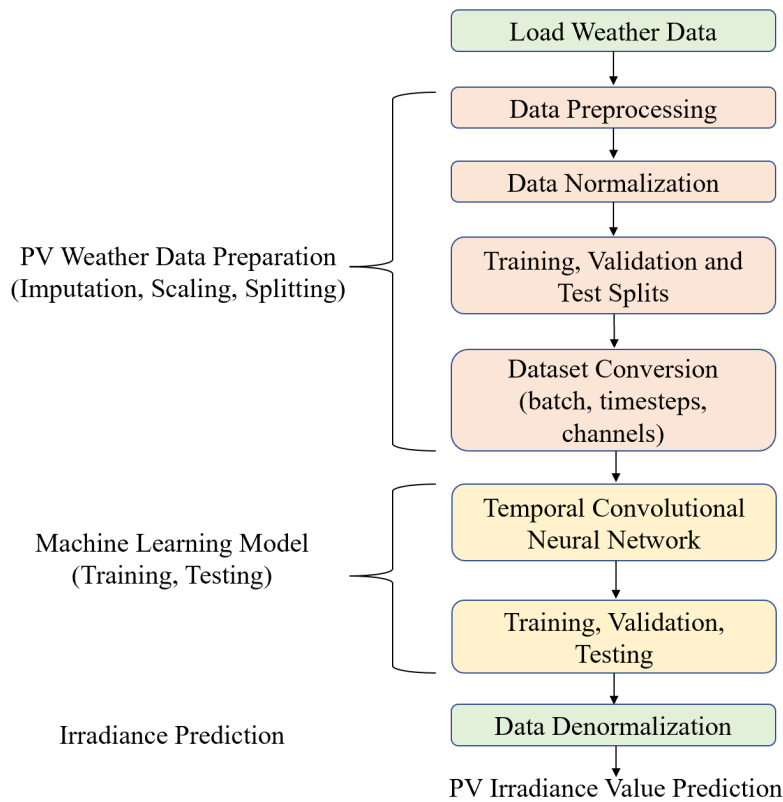 Load Weather Data
Data Preprocessing
Data Normalization
PV Weather Data Preparation
(Imputation, Scaling, Splitting)
Training, Validation and
Test Splits
Dataset Conversion
(batch, timesteps,
channels)
Machine Learning Model
(Training, Testing)
Temporal Convolutional
Neural Network
Training, Validation,
Testing
Irradiance Prediction
Data Denormalization
PV Irradiance Value Prediction